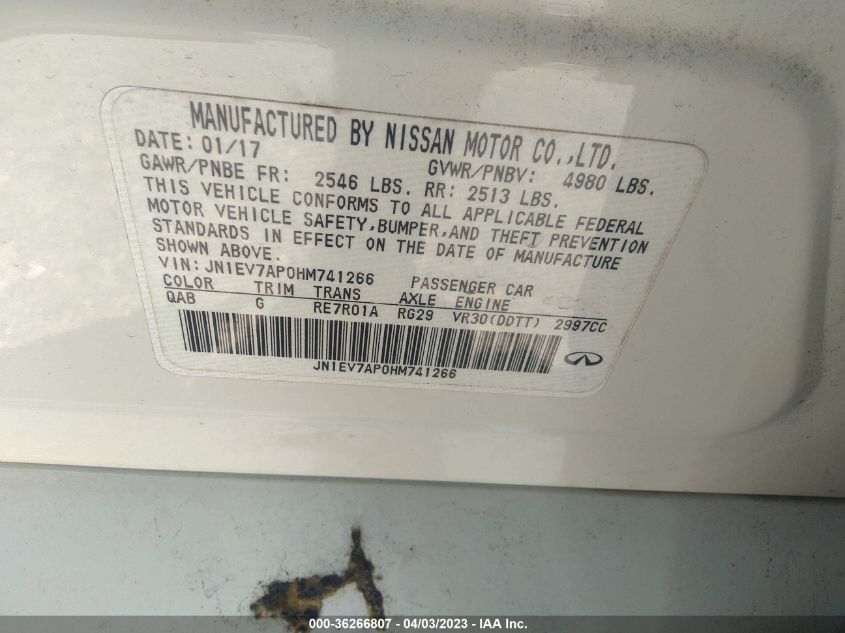 MANUFACTURED BY NISSAN MOTOR CO.,LTD.
DATE: 01/17 GVWR/PNBV: 4980 LBS.
GAWR/PNBE FR: 2546 LBS. RR: 2513 LBS.
THIS VEHICLE CONFORMS TO ALL APPLICABLE FEDERAL
MOTOR VEHICLE SAFETY,BUMPER,AND THEFT PREVENTION
STANDARDS IN EFFECT ON THE DATE OF MANUFACTURE
SHOWN ABOVE.
VIN: JN1EV7AP0HM741266 PASSENGER CAR
COLOR TRIM TRANS AXLE ENGINE
QAB G RE7R01A RG29 VR30(DDTT) 2997CC
JN1EV7AP0HM741266
000-36266807 - 04/03/2023 - IAA Inc.